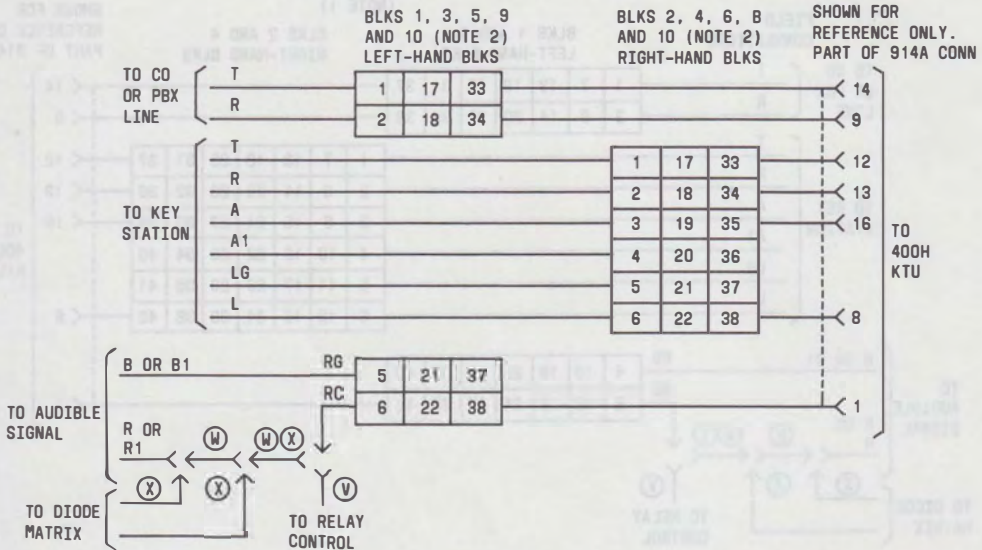 BLKS 1, 3, 5, 9
AND 10 (NOTE 2)
LEFT-HAND BLKS
BLKS 2, 4, 6, 8
AND 10 (NOTE 2)
RIGHT-HAND BLKS
SHOWN FOR
REFERENCE ONLY.
PART OF 914A CONN
TO CO
OR PBX
LINE
T
R
1 17 33
2 18 34
14
9
TO KEY
STATION
T
R
A
A1
LG
L
1 17 33
2 18 34
3 19 35
4 20 36
5 21 37
6 22 38
12
13
16
8
TO
400H
KTU
TO AUDIBLE
SIGNAL
B OR B1
RG
RC
5 21 37
6 22 38
1
R OR
R1
W
W X
X
X
V
TO DIODE
MATRIX
TO RELAY
CONTROL